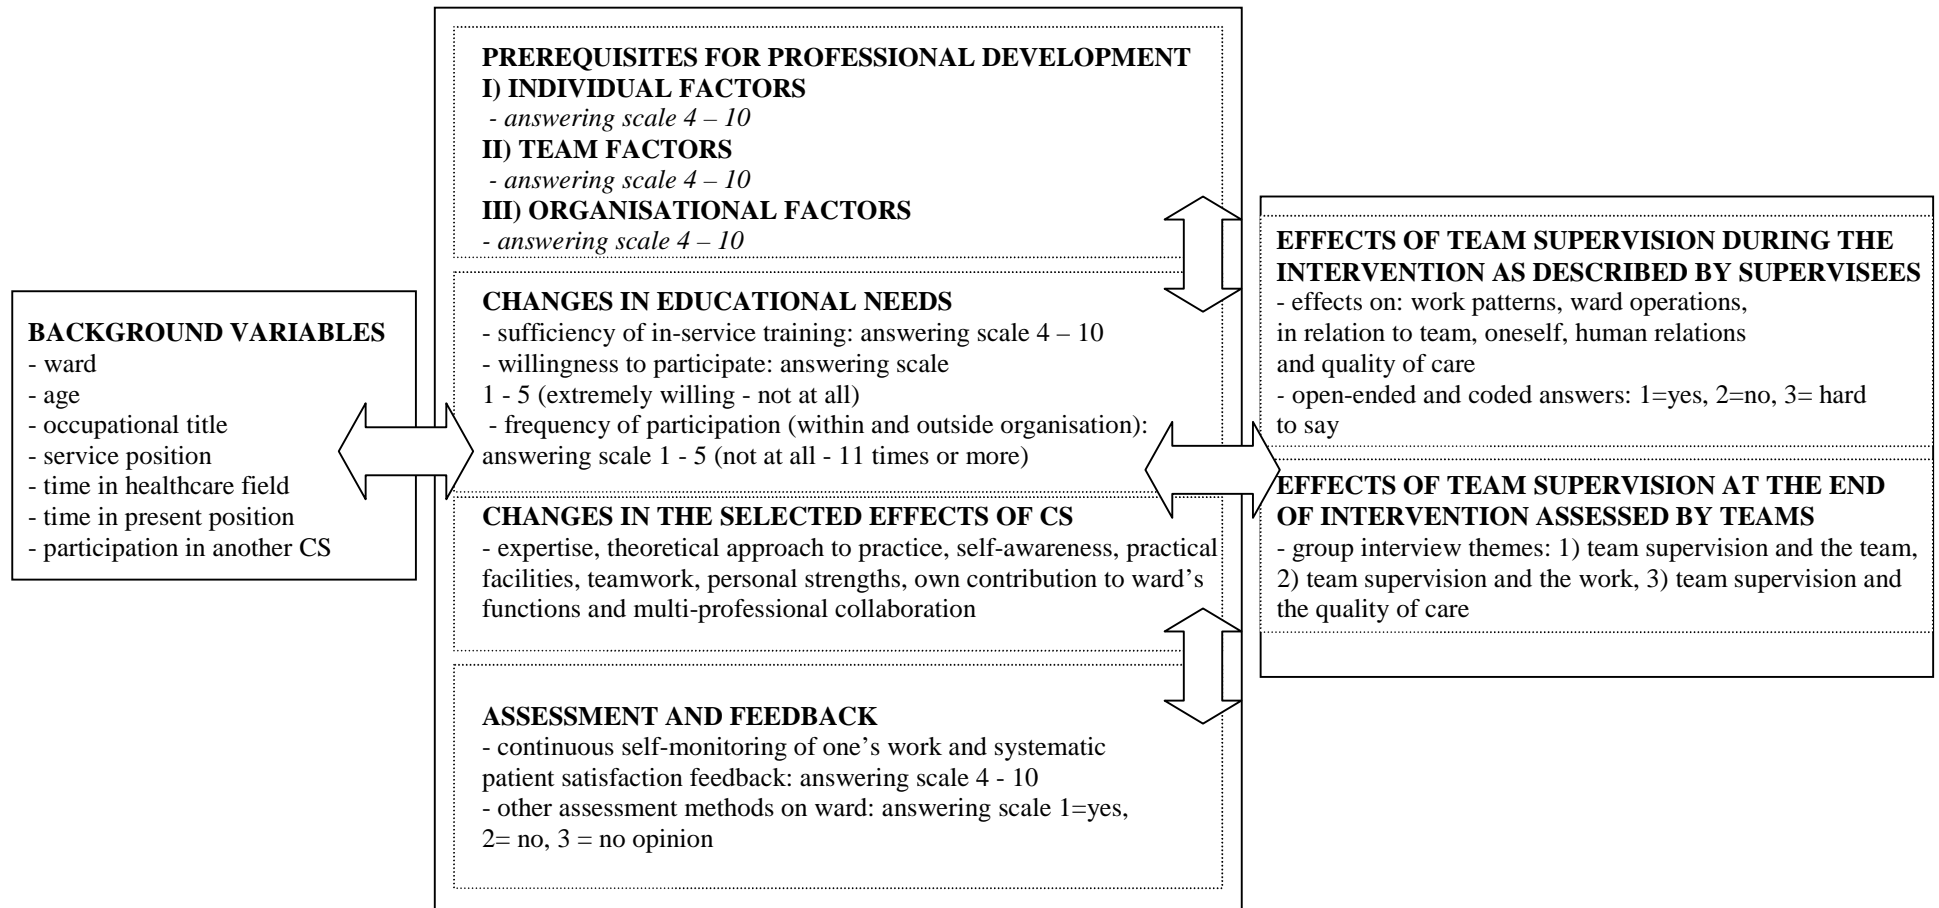 BACKGROUND VARIABLES
- ward
- age
- occupational title
- service position
- time in healthcare field
- time in present position
- participation in another CS
PREREQUISITES FOR PROFESSIONAL DEVELOPMENT
I) INDIVIDUAL FACTORS
- answering scale 4 – 10
II) TEAM FACTORS
- answering scale 4 – 10
III) ORGANISATIONAL FACTORS
- answering scale 4 – 10
CHANGES IN EDUCATIONAL NEEDS
- sufficiency of in-service training: answering scale 4 – 10
- willingness to participate: answering scale
1 - 5 (extremely willing - not at all)
- frequency of participation (within and outside organisation):
answering scale 1 - 5 (not at all - 11 times or more)
CHANGES IN THE SELECTED EFFECTS OF CS
- expertise, theoretical approach to practice, self-awareness, practical
facilities, teamwork, personal strengths, own contribution to ward’s
functions and multi-professional collaboration
ASSESSMENT AND FEEDBACK
- continuous self-monitoring of one’s work and systematic
patient satisfaction feedback: answering scale 4 - 10
- other assessment methods on ward: answering scale 1=yes,
2= no, 3 = no opinion
EFFECTS OF TEAM SUPERVISION DURING THE
INTERVENTION AS DESCRIBED BY SUPERVISEES
- effects on: work patterns, ward operations,
in relation to team, oneself, human relations
and quality of care
- open-ended and coded answers: 1=yes, 2=no, 3= hard
to say
EFFECTS OF TEAM SUPERVISION AT THE END
OF INTERVENTION ASSESSED BY TEAMS
- group interview themes: 1) team supervision and the team,
2) team supervision and the work, 3) team supervision and
the quality of care